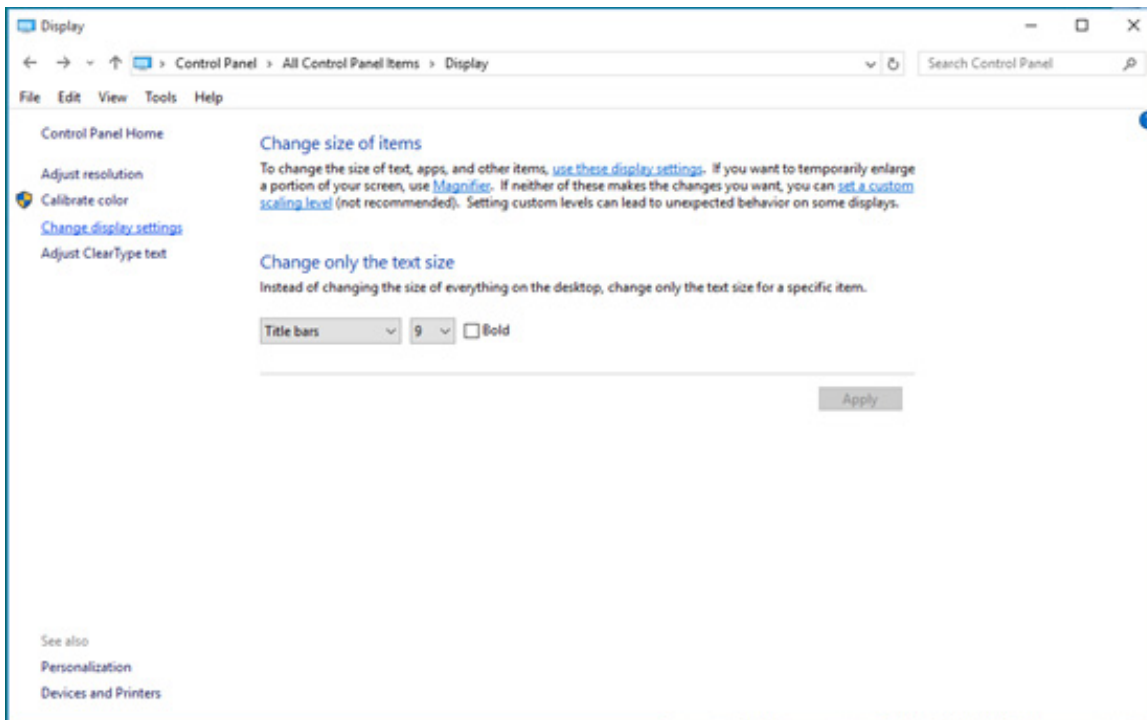 Display
Control Panel > All Control Panel Items > Display
Search Control Panel
File Edit View Tools Help
Control Panel Home
Adjust resolution
Calibrate color
Change display settings
Adjust ClearType text
Change size of items
To change the size of text, apps, and other items, use these display settings. If you want to temporarily enlarge
a portion of your screen, use Magnifier. If neither of these makes the changes you want, you can set a custom
scaling level (not recommended). Setting custom levels can lead to unexpected behavior on some displays.
Change only the text size
Instead of changing the size of everything on the desktop, change only the text size for a specific item.
Title bars 9 Bold
Apply
See also
Personalization
Devices and Printers